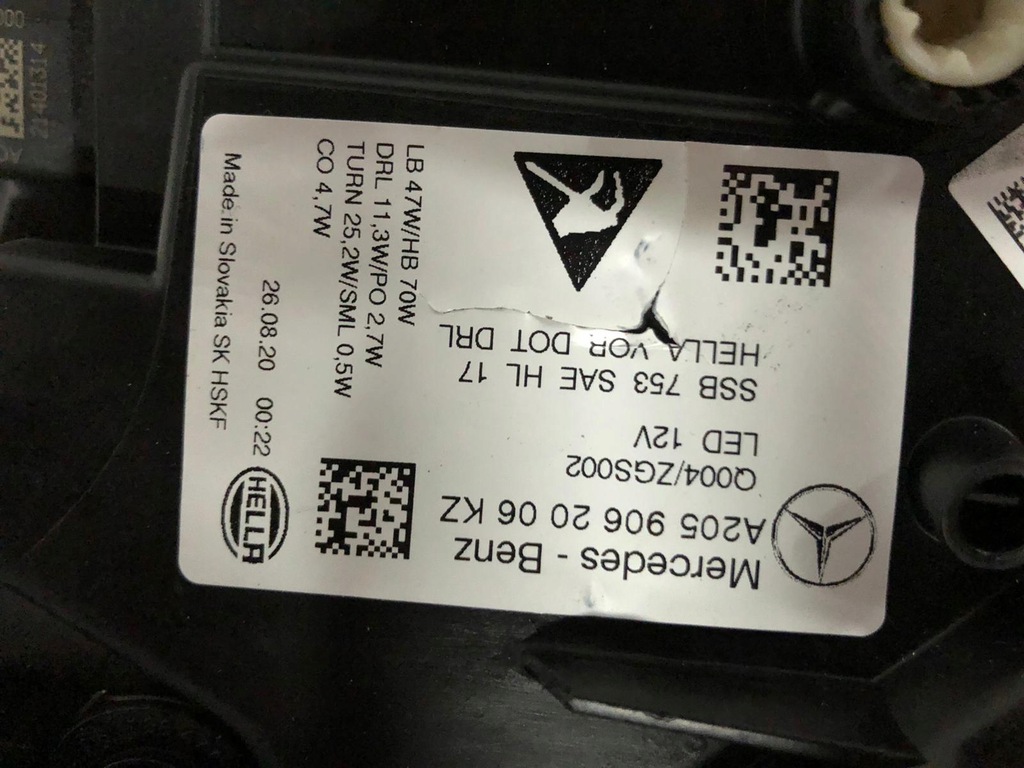 Mercedes - Benz
A205 906 20 06 KZ
Q004/ZGS002
LED 12V
SSB 753 SAE HL 17
HELLA VOR DOT DRL
LB 47W/HB 70W
DRL 11,3W/PO 2,7W
TURN 25,2W/SML 0,5W
CO 4,7W
26.08.20 00:22
Made in Slovakia SK HSKF
HELLA